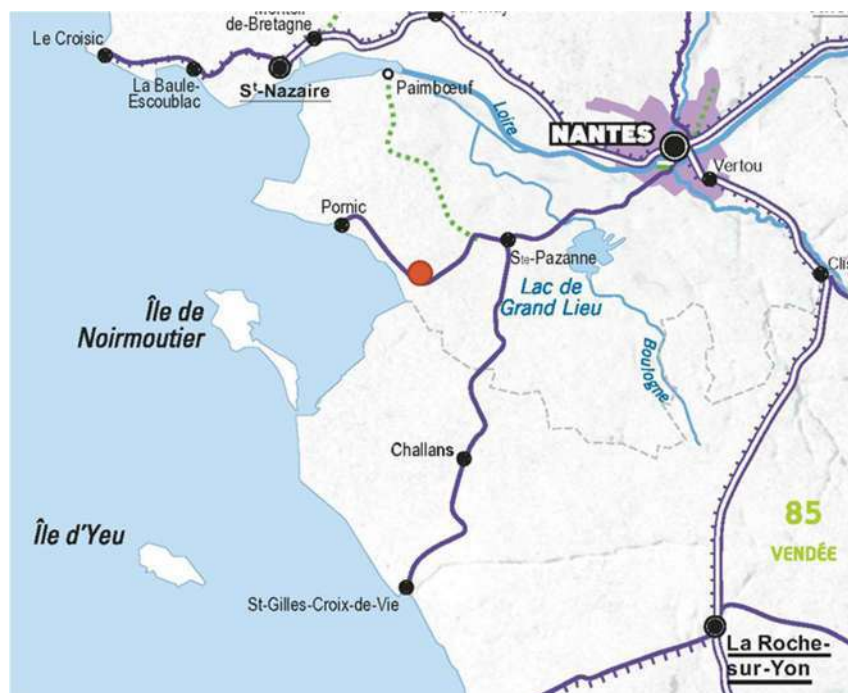 de-Bretagne
Le Croisic
La Baule-
Escoublac
St-Nazaire
Paimbœuf
Loire
NANTES
Vertou
Pornic
Ste-Pazanne
Lac de
Grand Lieu
Île de
Noirmoutier
Boulogne
Challans
85
VENDÉE
Île d'Yeu
St-Gilles-Croix-de-Vie
La Roche-
sur-Yon